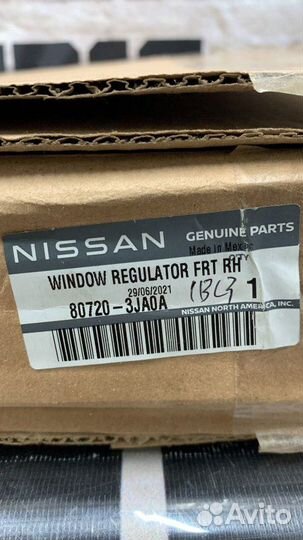 NISSAN GENUINE PARTS
Made in Mexic
WINDOW REGULATOR FRT RH
QTY
29/06/2021
80720-3JA0A 1
NISSAN NORTH AMERICA, INC.
Avito